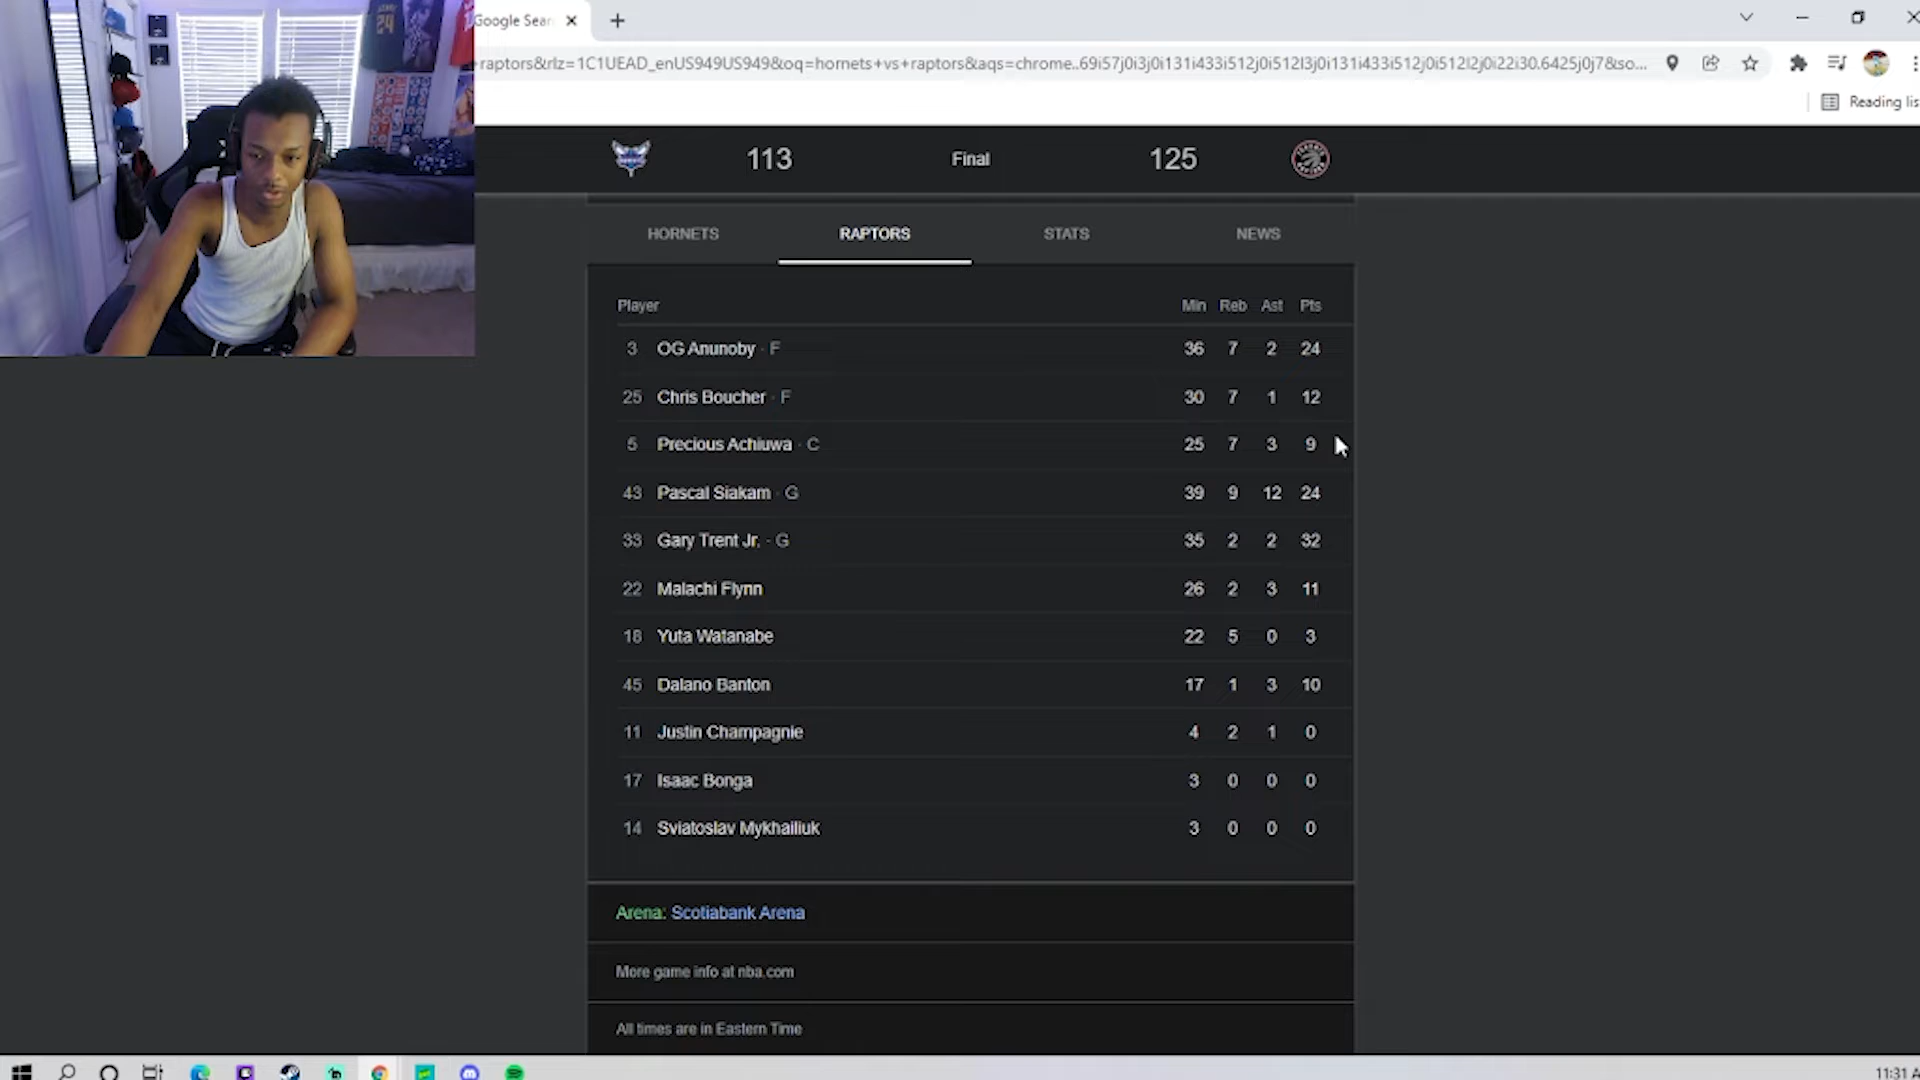 Google Sear
raptors&rlz=1C1UEAD_enUS949US949&oq=hornets+vs+raptors&aqs=chrome..69i57j0i3j0i131i433i512j0i512l3j0i131i433i512j0i512l2j0i22i30.6425j0j7&so...
Reading lis
113 Final 125
HORNETS RAPTORS STATS NEWS
Player Min Reb Ast Pts
3 OG Anunoby · F 36 7 2 24
25 Chris Boucher · F 30 7 1 12
5 Precious Achiuwa · C 25 7 3 9
43 Pascal Siakam · G 39 9 12 24
33 Gary Trent Jr. · G 35 2 2 32
22 Malachi Flynn 26 2 3 11
18 Yuta Watanabe 22 5 0 3
45 Dalano Banton 17 1 3 10
11 Justin Champagnie 4 2 1 0
17 Isaac Bonga 3 0 0 0
14 Sviatoslav Mykhailiuk 3 0 0 0
Arena: Scotiabank Arena
More game info at nba.com
All times are in Eastern Time
11:31 A
24